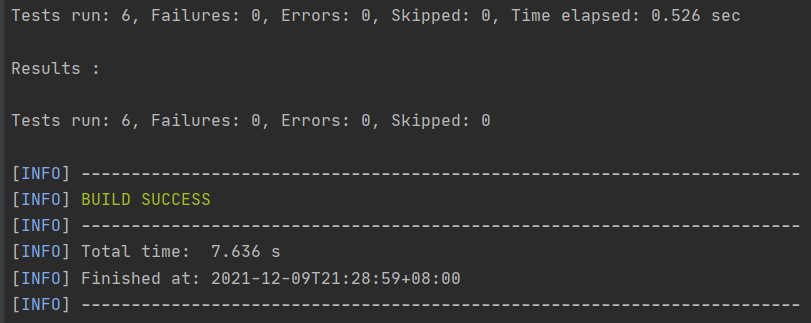 Tests run: 6, Failures: 0, Errors: 0, Skipped: 0, Time elapsed: 0.526 sec
Results :
Tests run: 6, Failures: 0, Errors: 0, Skipped: 0
[INFO] ------------------------------------------------------------------------
[INFO] BUILD SUCCESS
[INFO] ------------------------------------------------------------------------
[INFO] Total time:  7.636 s
[INFO] Finished at: 2021-12-09T21:28:59+08:00
[INFO] ------------------------------------------------------------------------